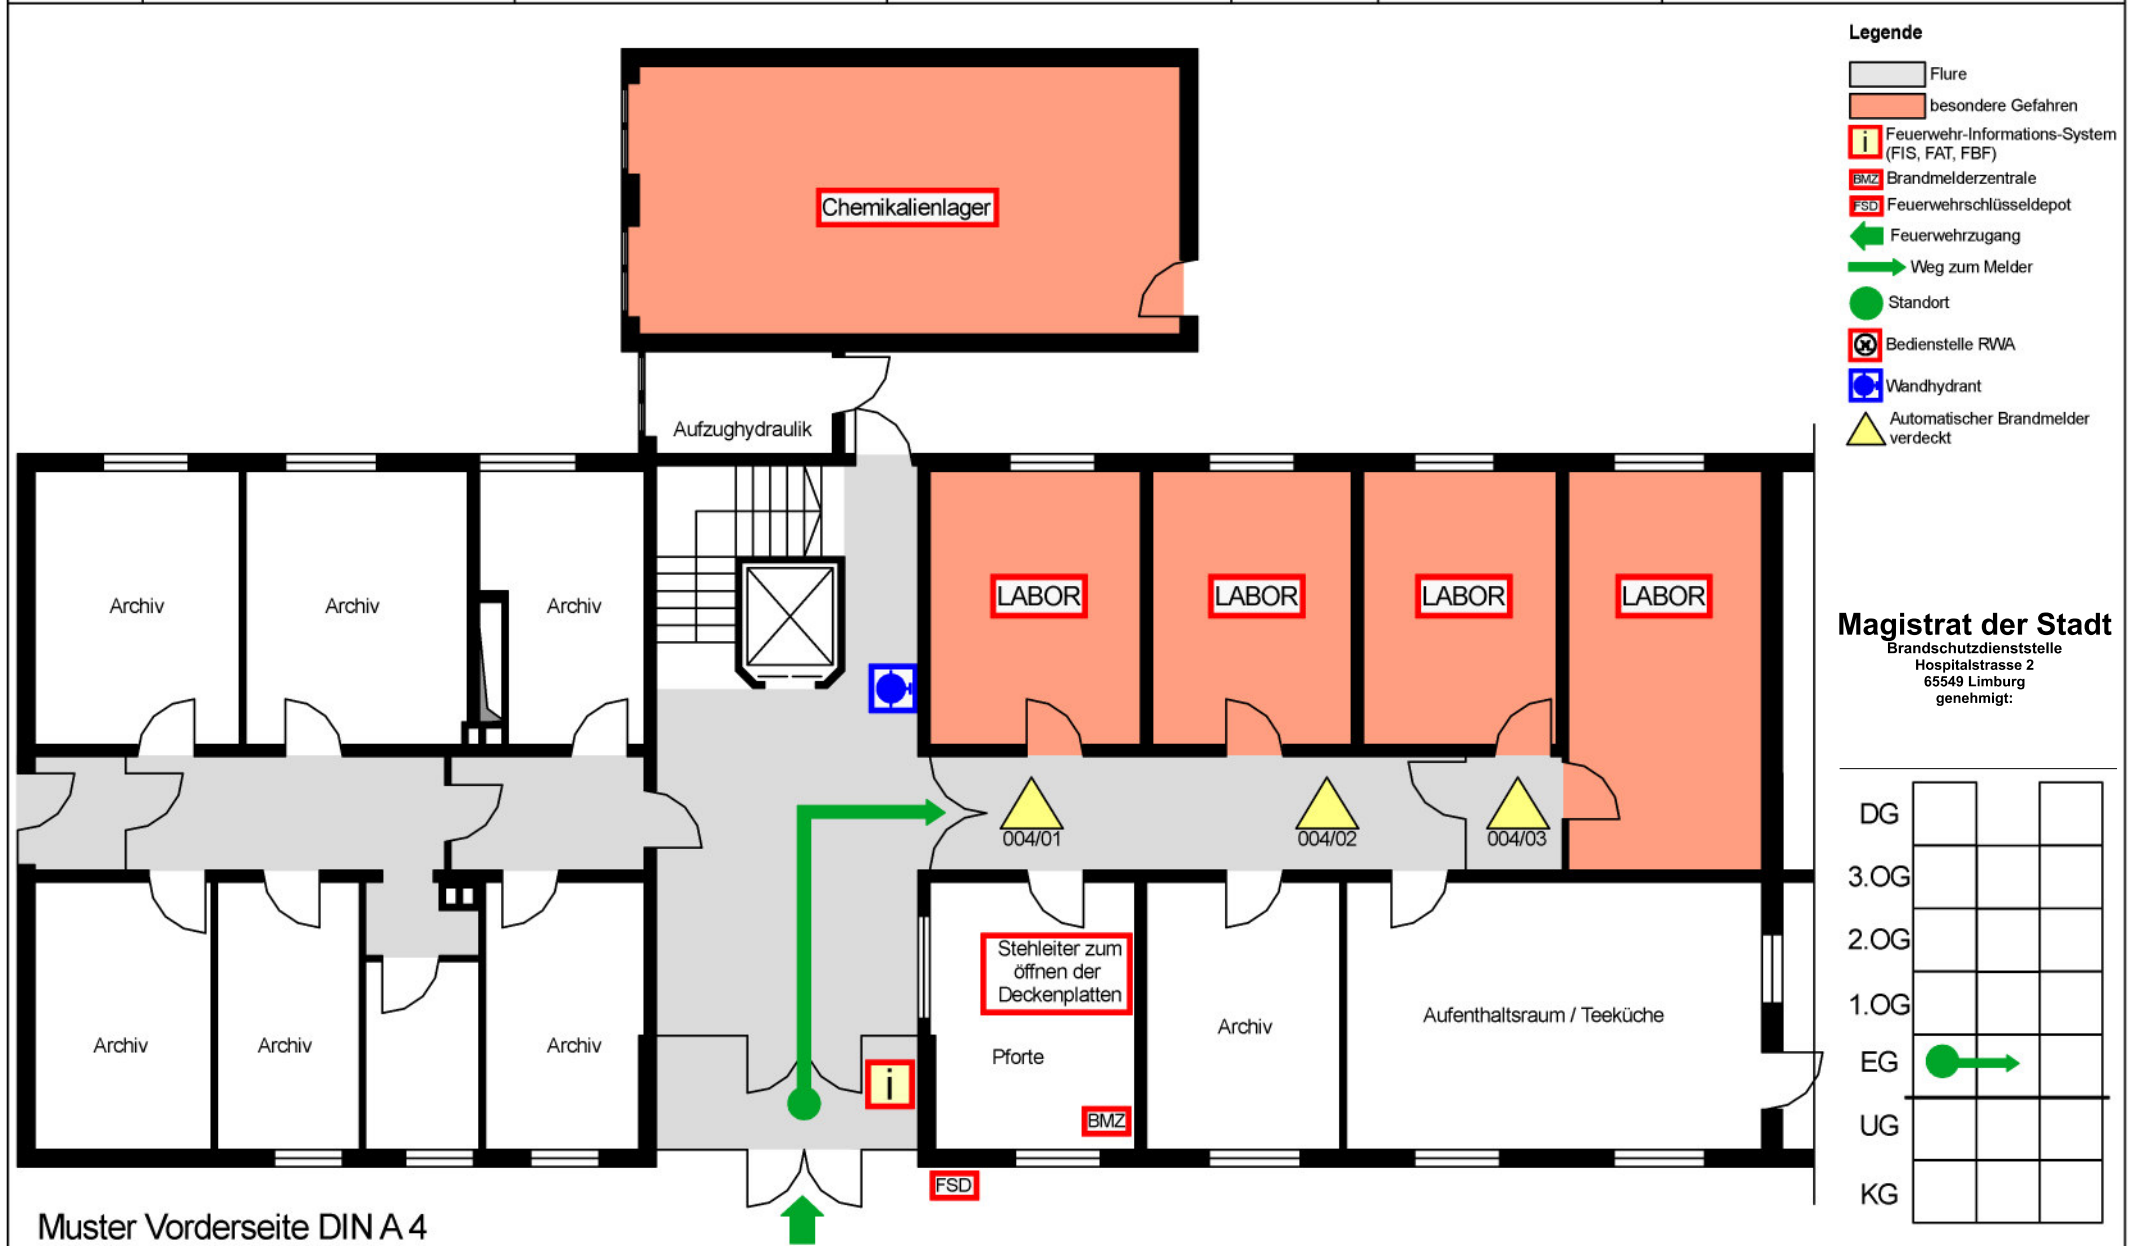 Legende
Flure
besondere Gefahren
i
Feuerwehr-Informations-System
(FIS, FAT, FBF)
BMZ Brandmelderzentrale
FSD Feuerwehrschlüsseldepot
Feuerwehrzugang
Weg zum Melder
Standort
Bedienstelle RWA
Wandhydrant
Automatischer Brandmelder
verdeckt
Chemikalienlager
Aufzughydraulik
Archiv
Archiv
Archiv
LABOR
LABOR
LABOR
LABOR
004/01
004/02
004/03
Archiv
Archiv
Archiv
i
Stehleiter zum
öffnen der
Deckenplatten
Pforte
BMZ
FSD
Archiv
Aufenthaltsraum / Teeküche
Magistrat der Stadt
Brandschutzdienststelle
Hospitalstrasse 2
65549 Limburg
genehmigt:
DG
3.OG
2.OG
1.OG
EG
UG
KG
Muster Vorderseite DIN A 4